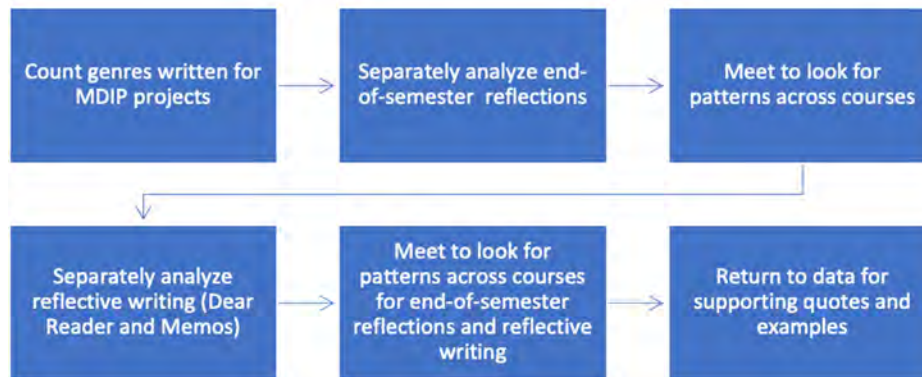 Count genres written for
MDIP projects
Separately analyze end-
of-semester reflections
Meet to look for
patterns across courses
Separately analyze
reflective writing (Dear
Reader and Memos)
Meet to look for
patterns across courses
for end-of-semester
reflections and reflective
writing
Return to data for
supporting quotes and
examples